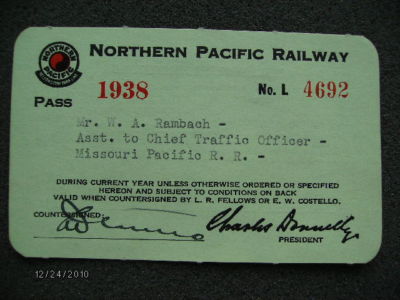 NORTHERN PACIFIC
NORTHERN PACIFIC RAILWAY
PASS 1938 No. L 4692
Mr. W. A. Rambach -
Asst. to Chief Traffic Officer -
Missouri Pacific R. R. -
DURING CURRENT YEAR UNLESS OTHERWISE ORDERED OR SPECIFIED
HEREON AND SUBJECT TO CONDITIONS ON BACK
VALID WHEN COUNTERSIGNED BY L. R. FELLOWS OR E. W. COSTELLO.
COUNTERSIGNED
Charles Donnelly
PRESIDENT
12/24/2010